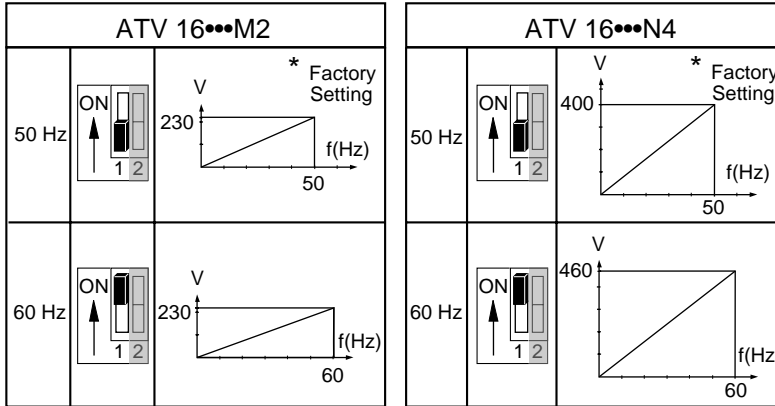 ATV 16•••M2
50 Hz
ON
1 2
V
* Factory
Setting
230
f(Hz)
50
60 Hz
ON
1 2
V
230
f(Hz)
60
ATV 16•••N4
50 Hz
ON
1 2
V
* Factory
Setting
400
f(Hz)
50
60 Hz
ON
1 2
V
460
f(Hz
60